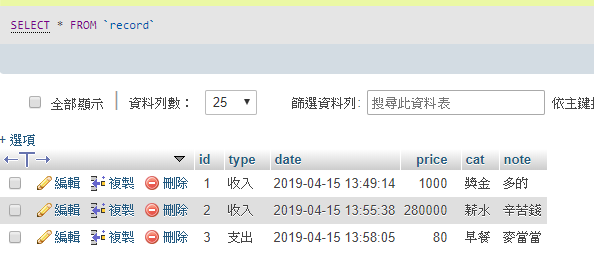 SELECT * FROM `record`
全部顯示 資料列數： 25 篩選資料列: 搜尋此資料表 依主鍵
+ 選項
id type date price cat note
編輯 複製 刪除 1 收入 2019-04-15 13:49:14 1000 獎金 多的
編輯 複製 刪除 2 收入 2019-04-15 13:55:38 280000 薪水 辛苦錢
編輯 複製 刪除 3 支出 2019-04-15 13:58:05 80 早餐 麥當當